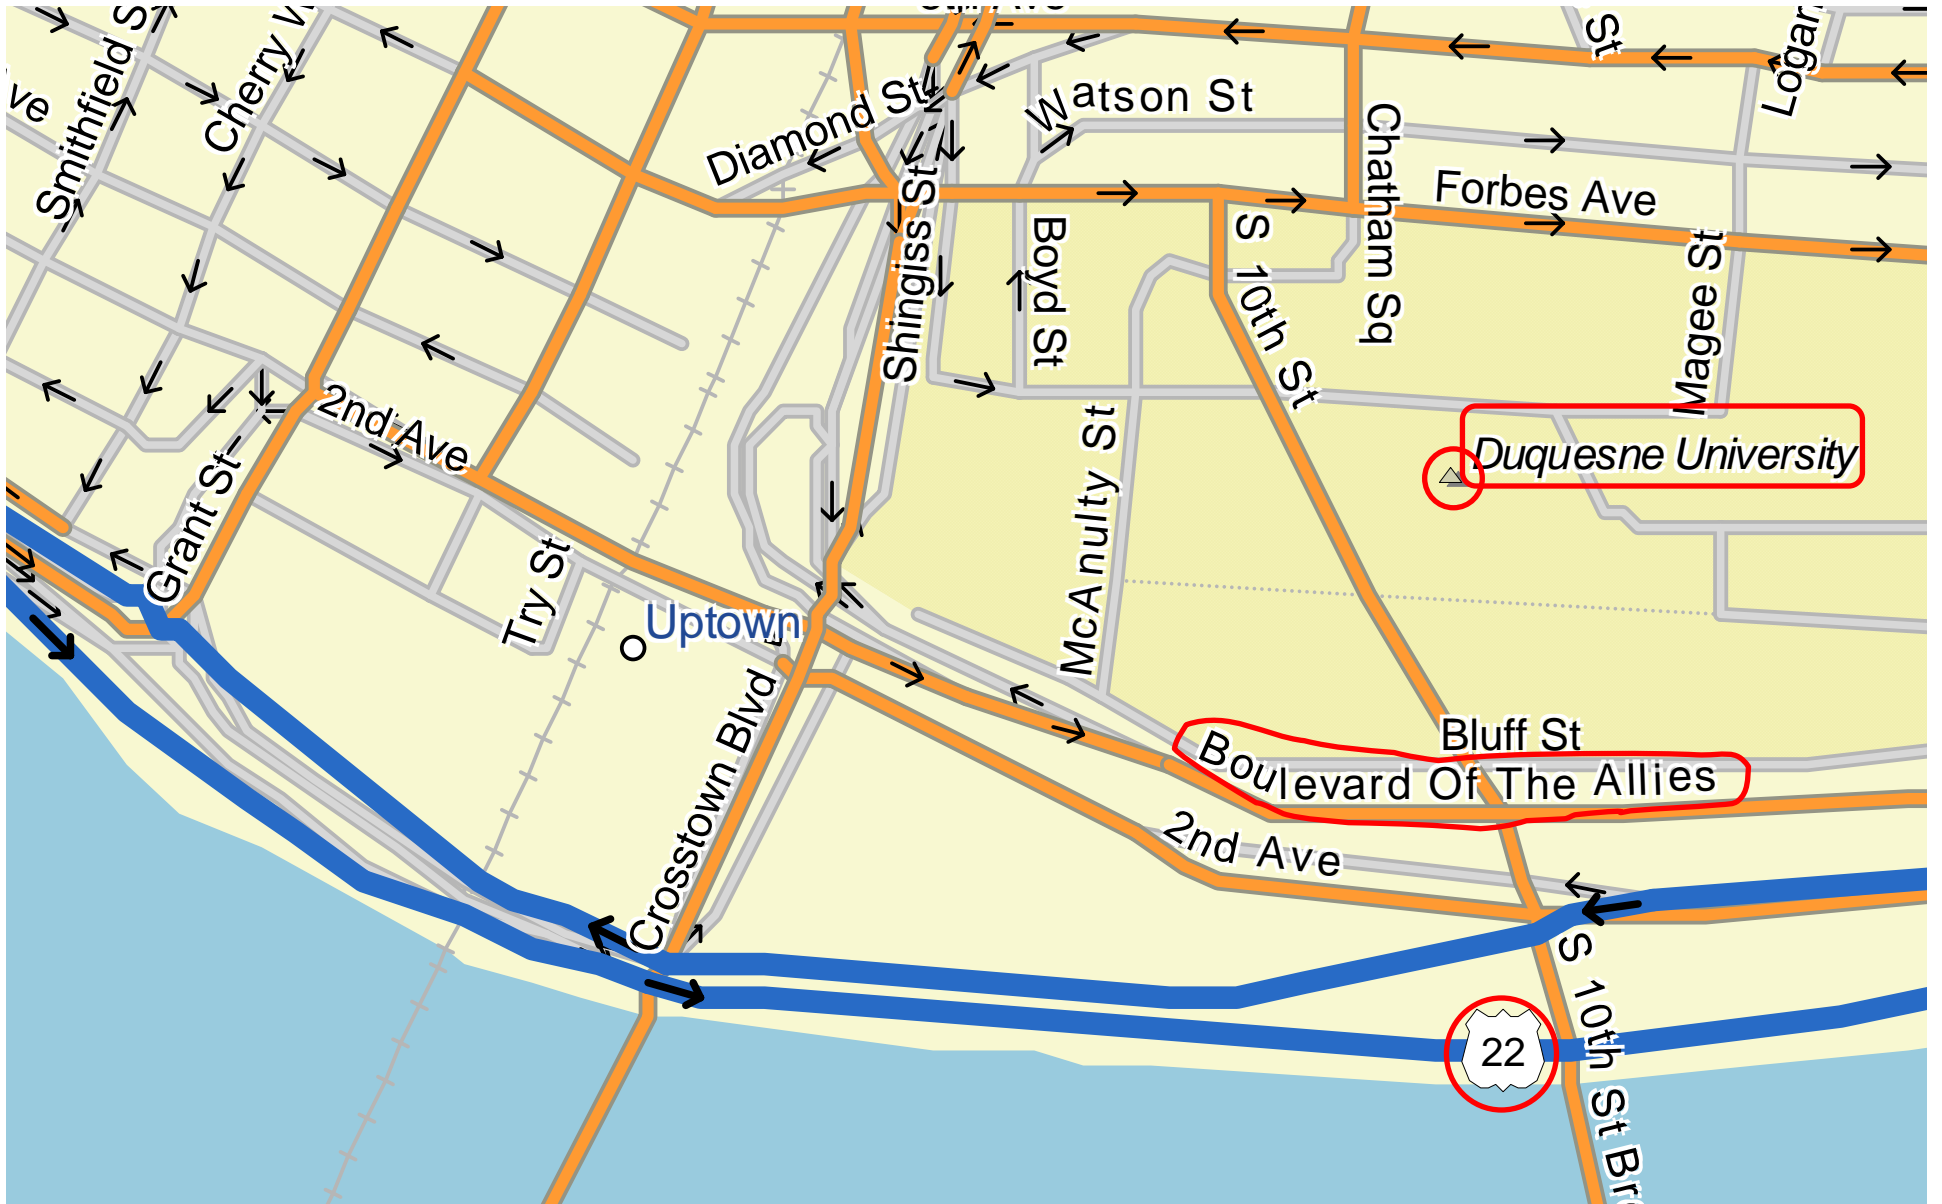 Smithfield S
Cherry
St
Logan
ve
Diamond St
Watson St
Chatham Sq
Forbes Ave
Shingiss St
Boyd St
S 10th St
Magee St
2nd Ave
McAnulty St
Duquesne University
Grant St
Try St
Uptown
Crosstown Blvd
Bluff St
Boulevard Of The Allies
2nd Ave
22
S 10th St Br